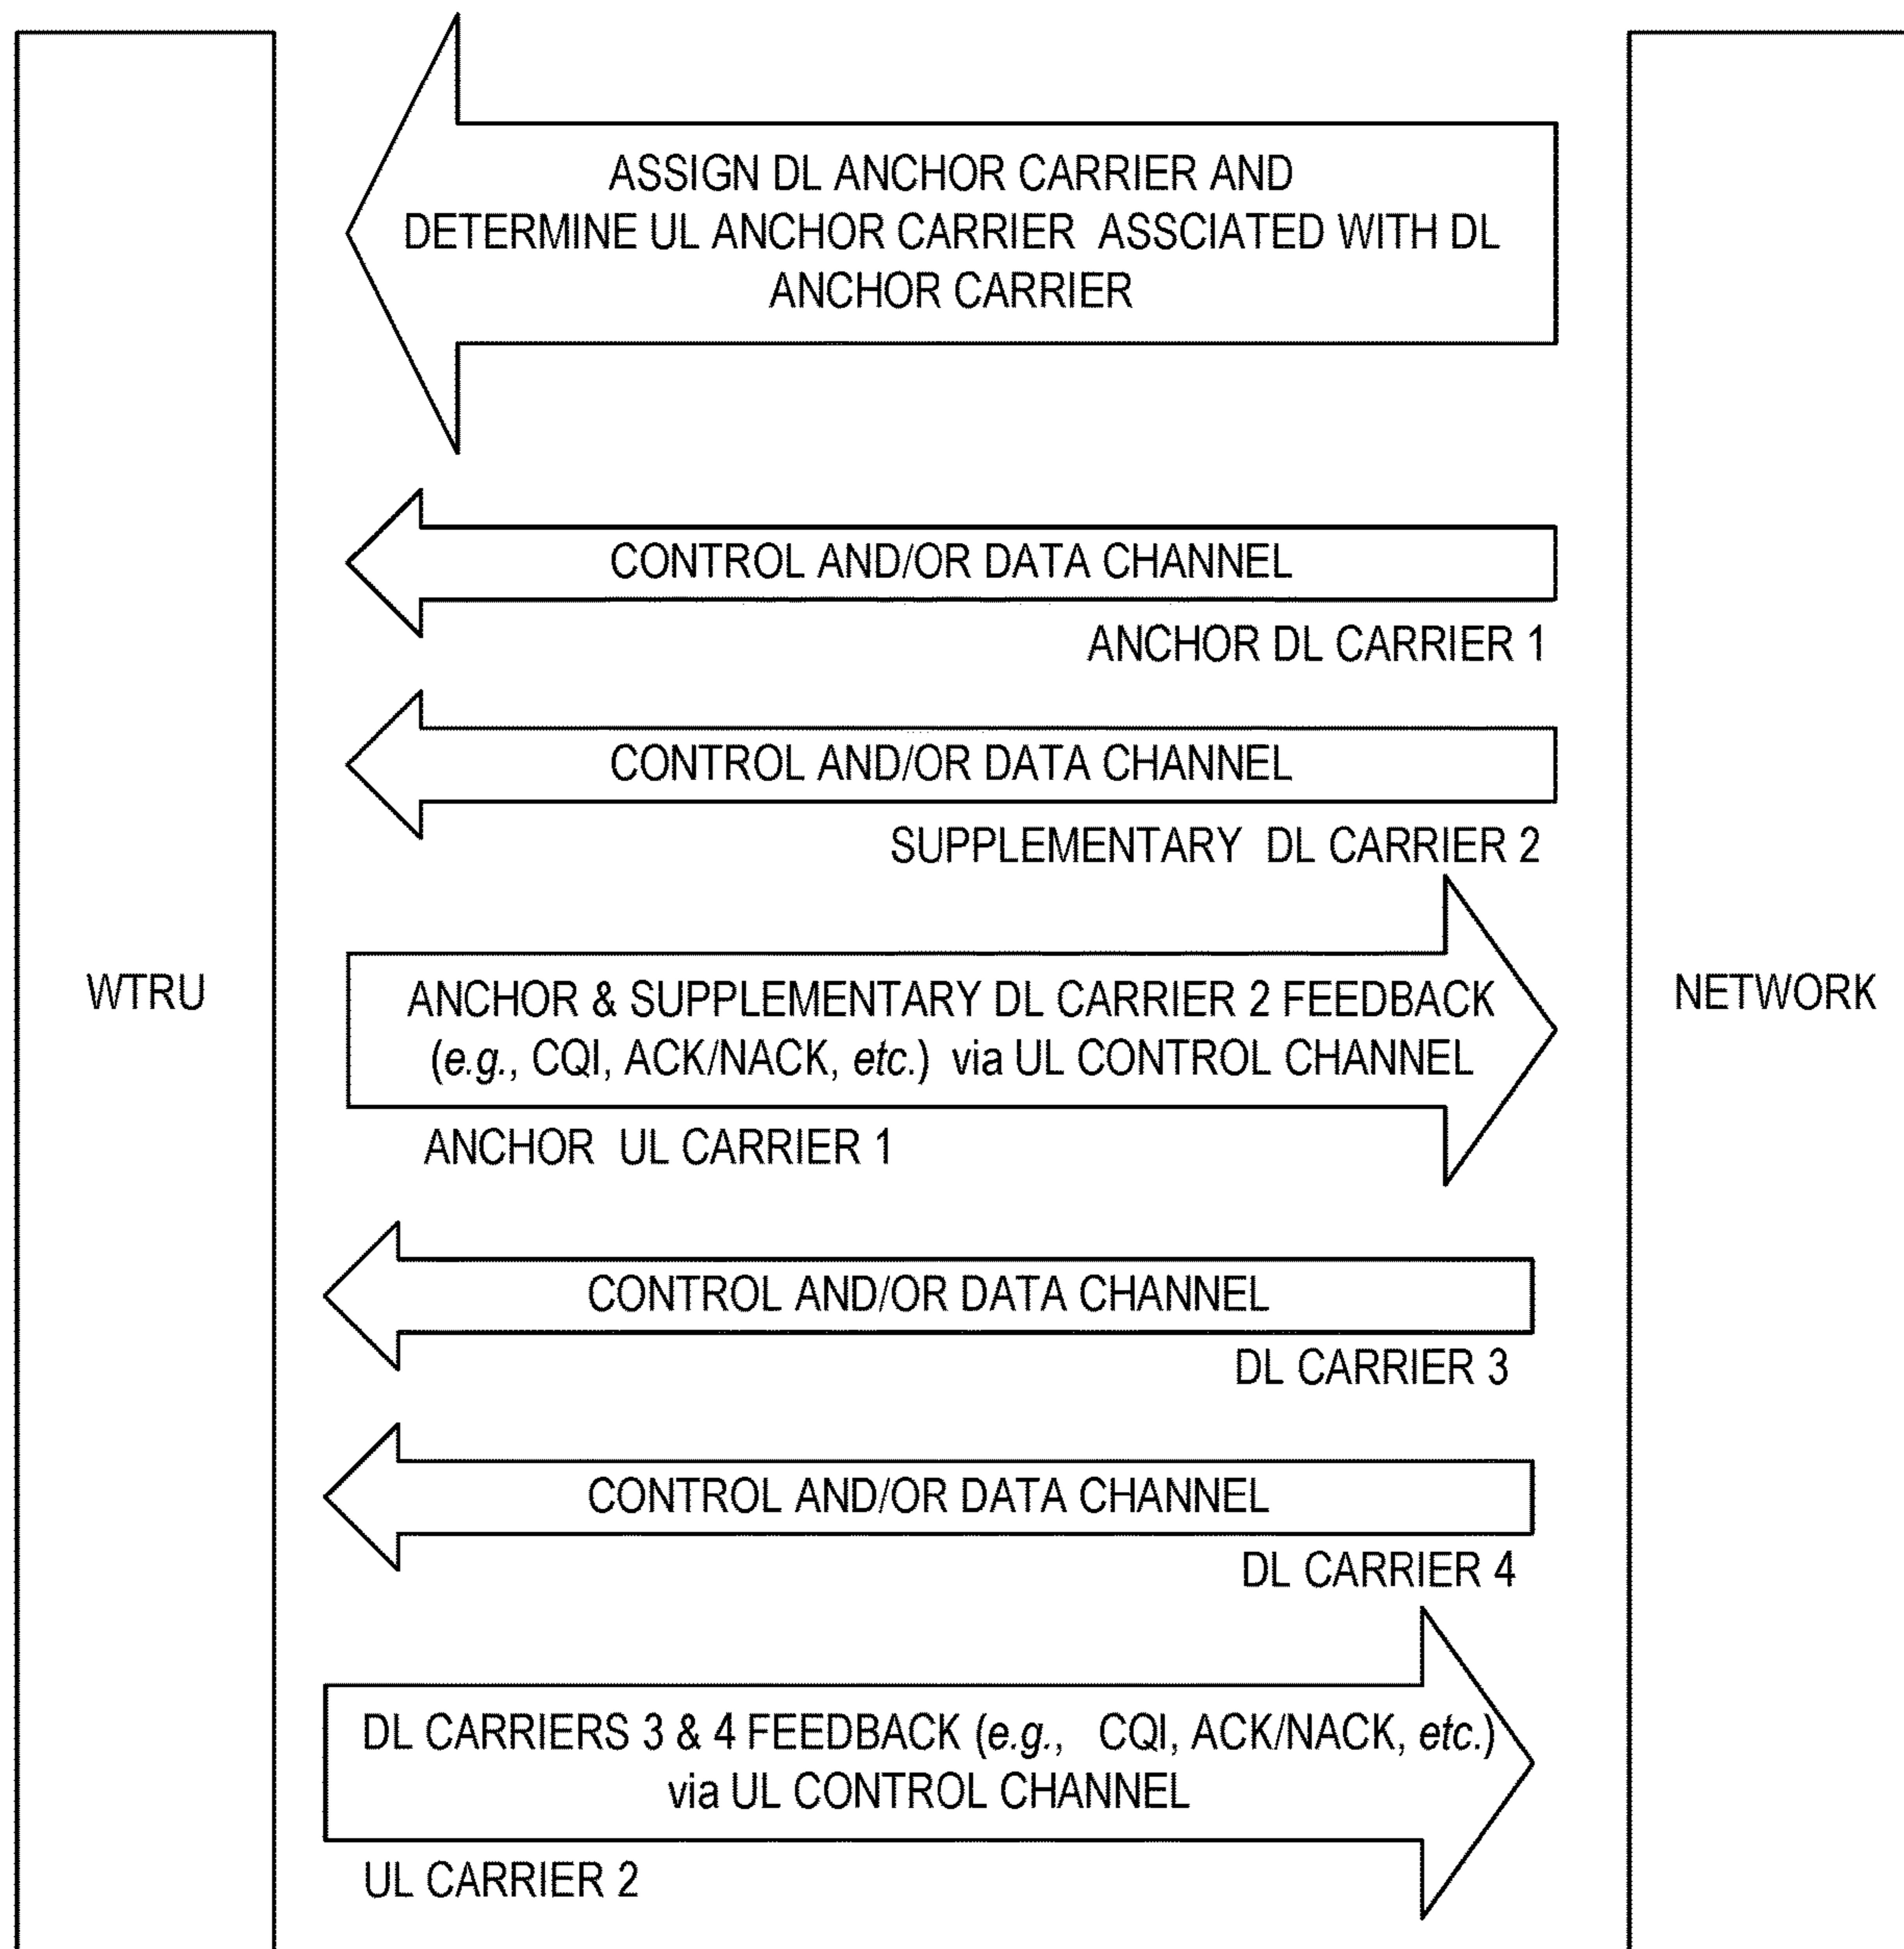 ASSIGN DL ANCHOR CARRIER AND
DETERMINE UL ANCHOR CARRIER ASSCIATED WITH DL
ANCHOR CARRIER
CONTROL AND/OR DATA CHANNEL
ANCHOR DL CARRIER 1
CONTROL AND/OR DATA CHANNEL
SUPPLEMENTARY DL CARRIER 2
WTRU
ANCHOR & SUPPLEMENTARY DL CARRIER 2 FEEDBACK
(e.g., CQI, ACK/NACK, etc.) via UL CONTROL CHANNEL
NETWORK
ANCHOR UL CARRIER 1
CONTROL AND/OR DATA CHANNEL
DL CARRIER 3
CONTROL AND/OR DATA CHANNEL
DL CARRIER 4
DL CARRIERS 3 & 4 FEEDBACK (e.g., CQI, ACK/NACK, etc.)
via UL CONTROL CHANNEL
UL CARRIER 2